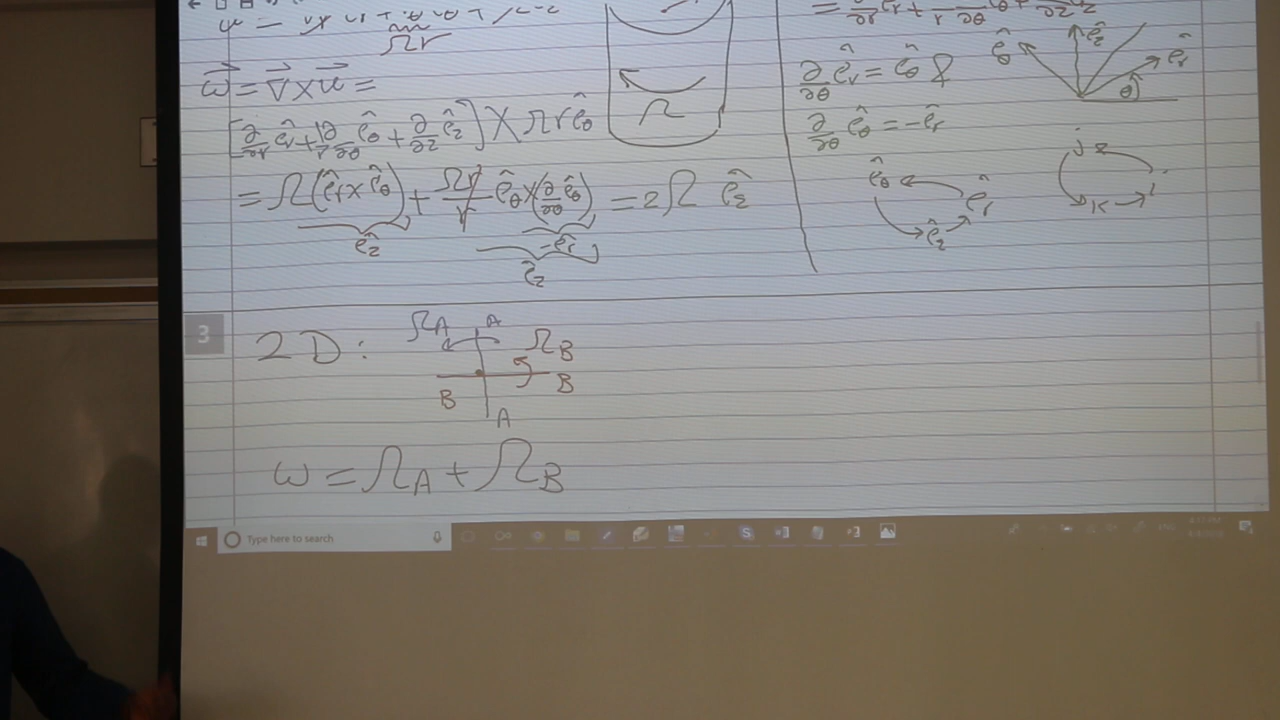 Ωr
ω⃗ = ∇⃗ × u⃗ =
[∂/∂r ê_r + 1/r ∂/∂θ ê_θ + ∂/∂z ê_z] × Ωr ê_θ
= Ω(ê_r × ê_θ) + Ωr/r ê_θ × (∂/∂θ ê_θ) = 2Ω ê_z
ê_z
-ê_r
ê_z
Ω
ê_θ ê_z ê_r
θ
∂/∂θ ê_r = ê_θ &
∂/∂θ ê_θ = -ê_r
ê_θ ê_r
ê_z
j i
k
3
2D: Ω_A A Ω_B
B B
A
ω = Ω_A + Ω_B
Type here to search